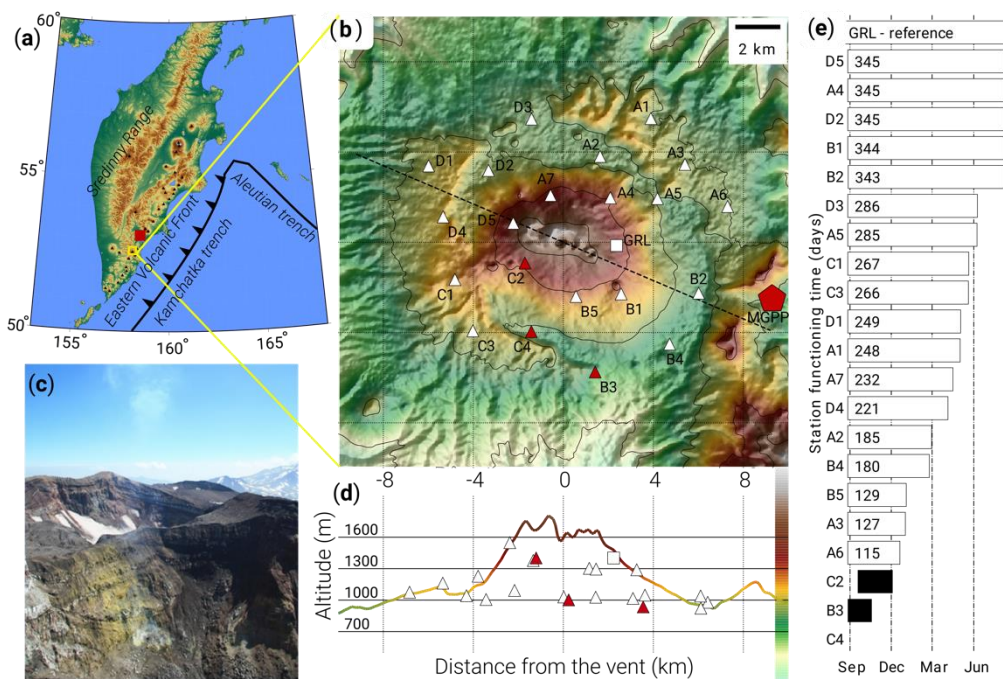 (a)
60°
55°
50°
155°
160°
165°
Sredinny Range
Eastern Volcanic Front
Kamchatka trench
Aleutian trench
(b)
2 km
D3
A1
D1
D2
A2
A3
A7
A4
A5
A6
D4
D5
GRL
C2
C1
B2
MGPP
B5
B1
C3
C4
B4
B3
(c)
(d)
-8
-4
0
4
8
1600
1300
1000
700
Altitude (m)
Distance from the vent (km)
(e)
Station functioning time (days)
GRL - reference
D5 345
A4 345
D2 345
B1 344
B2 343
D3 286
A5 285
C1 267
C3 266
D1 249
A1 248
A7 232
D4 221
A2 185
B4 180
B5 129
A3 127
A6 115
C2
B3
C4
Sep Dec Mar Jun